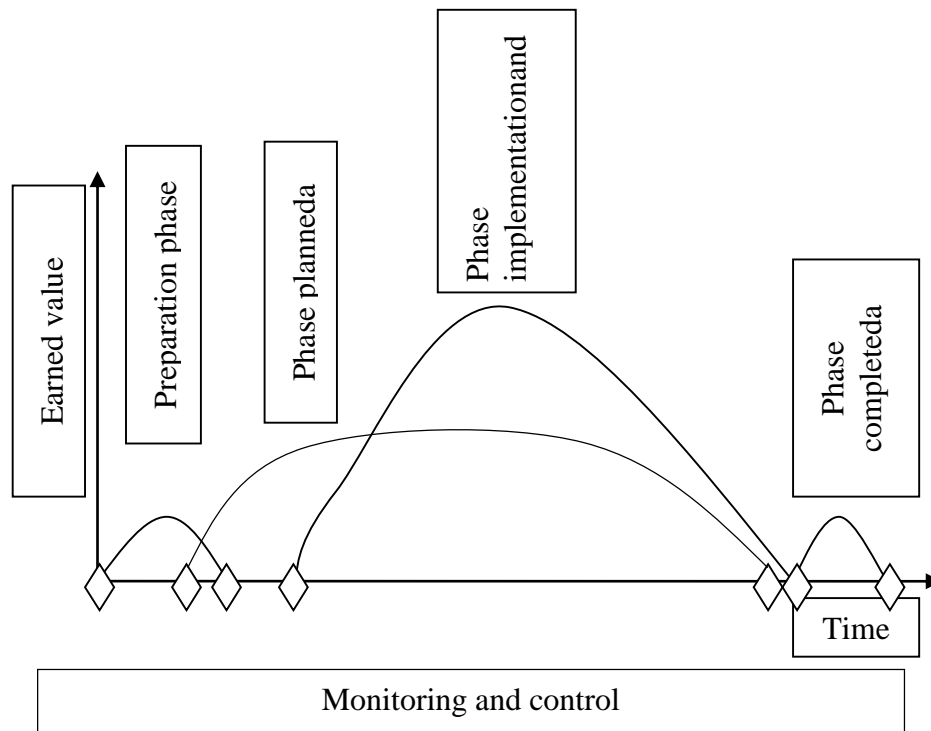 Earned value
Preparation phase
Phase planneda
Phase
implementationand
Phase
completeda
Time
Monitoring and control